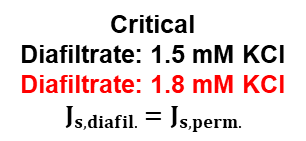 Critical
Diafiltrate: 1.5 mM KCl
Diafiltrate: 1.8 mM KCl
Js,diafil. = Js,perm.